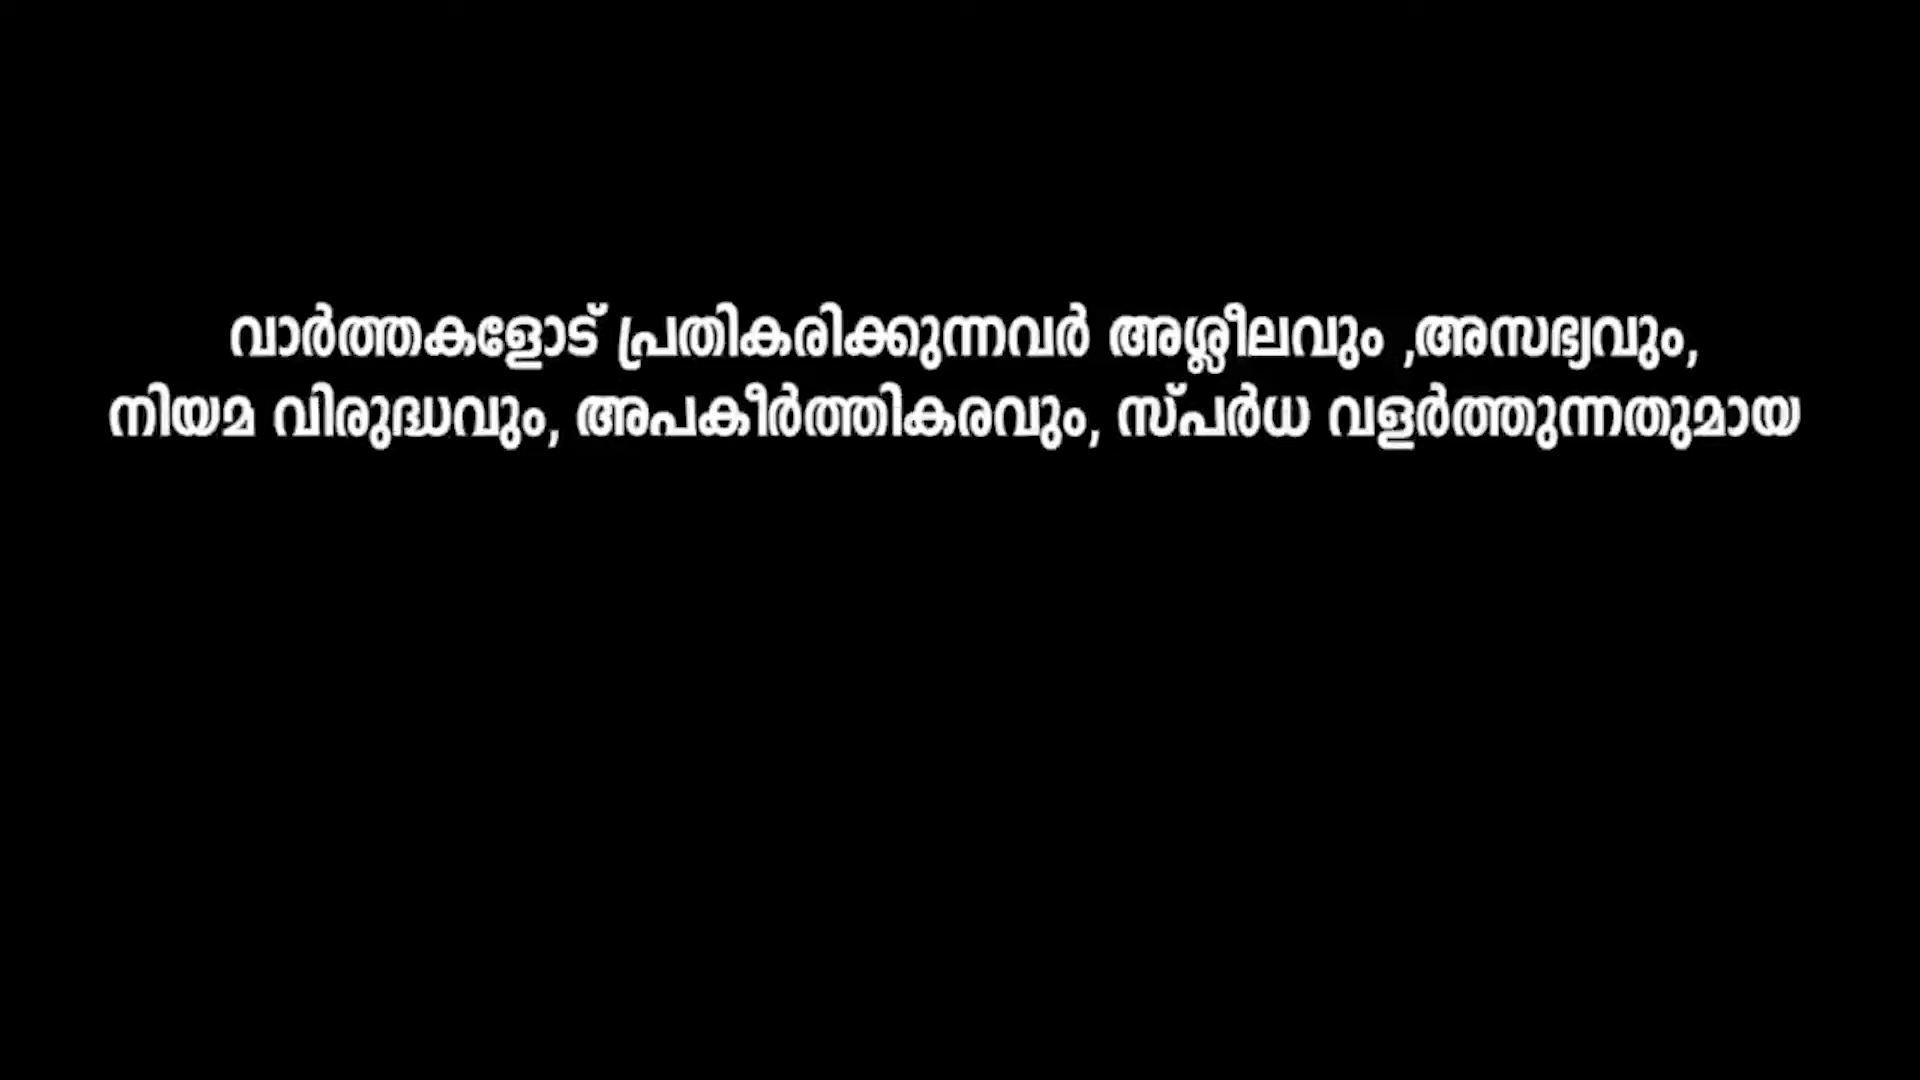 വാർത്തകളോട് പ്രതികരിക്കുന്നവർ അശ്ലീലവും ,അസഭ്യവും,
നിയമ വിരുദ്ധവും, അപകീർത്തികരവും, സ്പർധ വളർത്തുന്നതുമായ